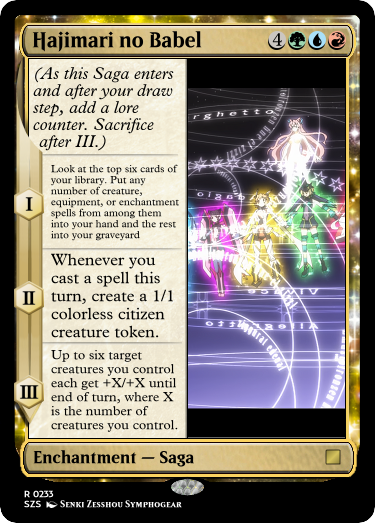 Hajimari no Babel 4
(As this Saga enters
and after your draw
step, add a lore
counter. Sacrifice
after III.)
I
Look at the top six cards of
your library. Put any
number of creature,
equipment, or enchantment
spells from among them
into your hand and the rest
into your graveyard
II
Whenever you
cast a spell this
turn, create a 1/1
colorless citizen
creature token.
III
Up to six target
creatures you control
each get +X/+X until
end of turn, where X
is the number of
creatures you control.
Enchantment — Saga
R 0233
SZS Senki Zesshou Symphogear